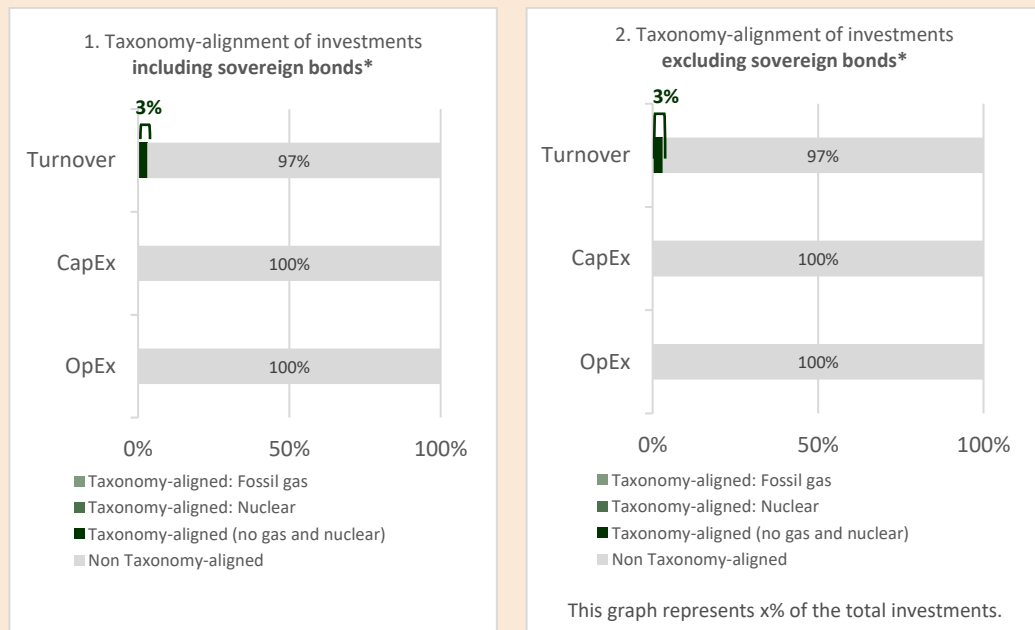 1. Taxonomy-alignment of investments
including sovereign bonds*
3%
Turnover
97%
CapEx
100%
OpEx
100%
0%
50%
100%
Taxonomy-aligned: Fossil gas
Taxonomy-aligned: Nuclear
Taxonomy-aligned (no gas and nuclear)
Non Taxonomy-aligned
2. Taxonomy-alignment of investments
excluding sovereign bonds*
3%
Turnover
97%
CapEx
100%
OpEx
100%
0%
50%
100%
Taxonomy-aligned: Fossil gas
Taxonomy-aligned: Nuclear
Taxonomy-aligned (no gas and nuclear)
Non Taxonomy-aligned
This graph represents x% of the total investments.